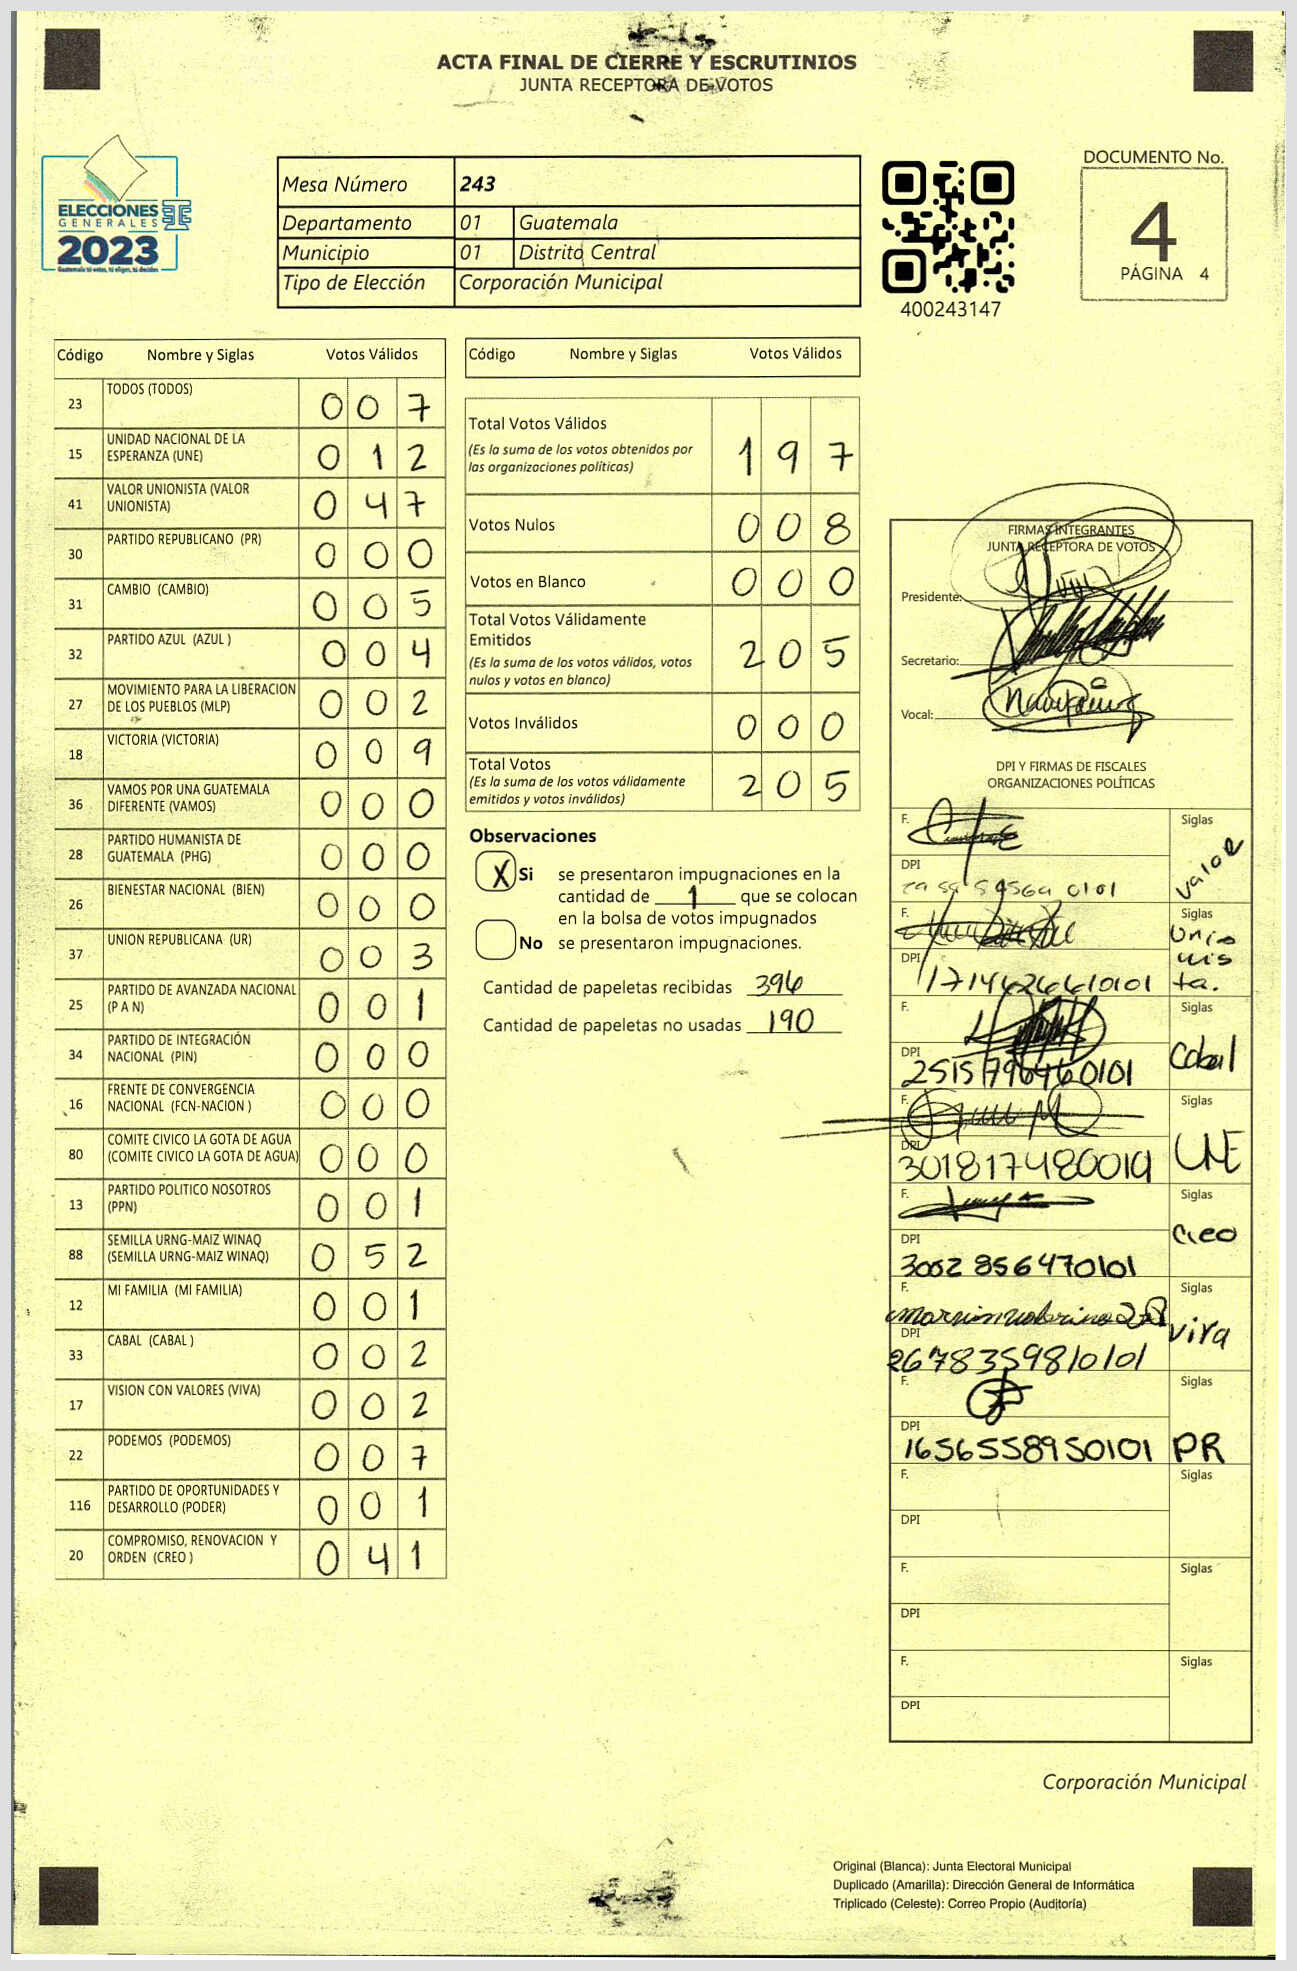 ACTA FINAL DE CIERRE Y ESCRUTINIOS
JUNTA RECEPTORA DE VOTOS
ELECCIONES
GENERALES
2023
Guatemala tú votas, tú eliges, tú decides
Mesa Número 243
Departamento 01 Guatemala
Municipio 01 Distrito Central
Tipo de Elección Corporación Municipal
400243147
DOCUMENTO No.
4
PÁGINA 4
Código Nombre y Siglas Votos Válidos
23 TODOS (TODOS) 0 0 7
15 UNIDAD NACIONAL DE LA
ESPERANZA (UNE) 0 1 2
41 VALOR UNIONISTA (VALOR
UNIONISTA) 0 4 7
30 PARTIDO REPUBLICANO (PR) 0 0 0
31 CAMBIO (CAMBIO) 0 0 5
32 PARTIDO AZUL (AZUL ) 0 0 4
27 MOVIMIENTO PARA LA LIBERACION
DE LOS PUEBLOS (MLP) 0 0 2
18 VICTORIA (VICTORIA) 0 0 9
36 VAMOS POR UNA GUATEMALA
DIFERENTE (VAMOS) 0 0 0
28 PARTIDO HUMANISTA DE
GUATEMALA (PHG) 0 0 0
26 BIENESTAR NACIONAL (BIEN) 0 0 0
37 UNION REPUBLICANA (UR) 0 0 3
25 PARTIDO DE AVANZADA NACIONAL
(P A N) 0 0 1
34 PARTIDO DE INTEGRACIÓN
NACIONAL (PIN) 0 0 0
16 FRENTE DE CONVERGENCIA
NACIONAL (FCN-NACION ) 0 0 0
80 COMITE CIVICO LA GOTA DE AGUA
(COMITE CIVICO LA GOTA DE AGUA) 0 0 0
13 PARTIDO POLITICO NOSOTROS
(PPN) 0 0 1
88 SEMILLA URNG-MAIZ WINAQ
(SEMILLA URNG-MAIZ WINAQ) 0 5 2
12 MI FAMILIA (MI FAMILIA) 0 0 1
33 CABAL (CABAL ) 0 0 2
17 VISION CON VALORES (VIVA) 0 0 2
22 PODEMOS (PODEMOS) 0 0 7
116 PARTIDO DE OPORTUNIDADES Y
DESARROLLO (PODER) 0 0 1
20 COMPROMISO, RENOVACION Y
ORDEN (CREO ) 0 4 1
Código Nombre y Siglas Votos Válidos
Total Votos Válidos
(Es la suma de los votos obtenidos por
las organizaciones políticas) 1 9 7
Votos Nulos 0 0 8
Votos en Blanco 0 0 0
Total Votos Válidamente
Emitidos
(Es la suma de los votos válidos, votos
nulos y votos en blanco) 2 0 5
Votos Inválidos 0 0 0
Total Votos
(Es la suma de los votos válidamente
emitidos y votos inválidos) 2 0 5
Observaciones
X Si se presentaron impugnaciones en la
cantidad de 1 que se colocan
en la bolsa de votos impugnados
No se presentaron impugnaciones.
Cantidad de papeletas recibidas 396
Cantidad de papeletas no usadas 190
FIRMAS INTEGRANTES
JUNTA RECEPTORA DE VOTOS
Presidente:
Secretario:
Vocal:
DPI Y FIRMAS DE FISCALES
ORGANIZACIONES POLÍTICAS
F. Siglas
Valor
DPI
F. Siglas
Unio
nis
ta.
DPI
1714626610101
F. Siglas
Cabal
DPI
F. Siglas
UNE
DPI
F. Siglas
Creo
DPI
3002 856470101
F. Siglas
viva
DPI
2678359810101
F. Siglas
DPI
1656558950101 PR
F. Siglas
DPI
F. Siglas
DPI
F. Siglas
DPI
Corporación Municipal
Original (Blanca): Junta Electoral Municipal
Duplicado (Amarilla): Dirección General de Informática
Triplicado (Celeste): Correo Propio (Auditoría)